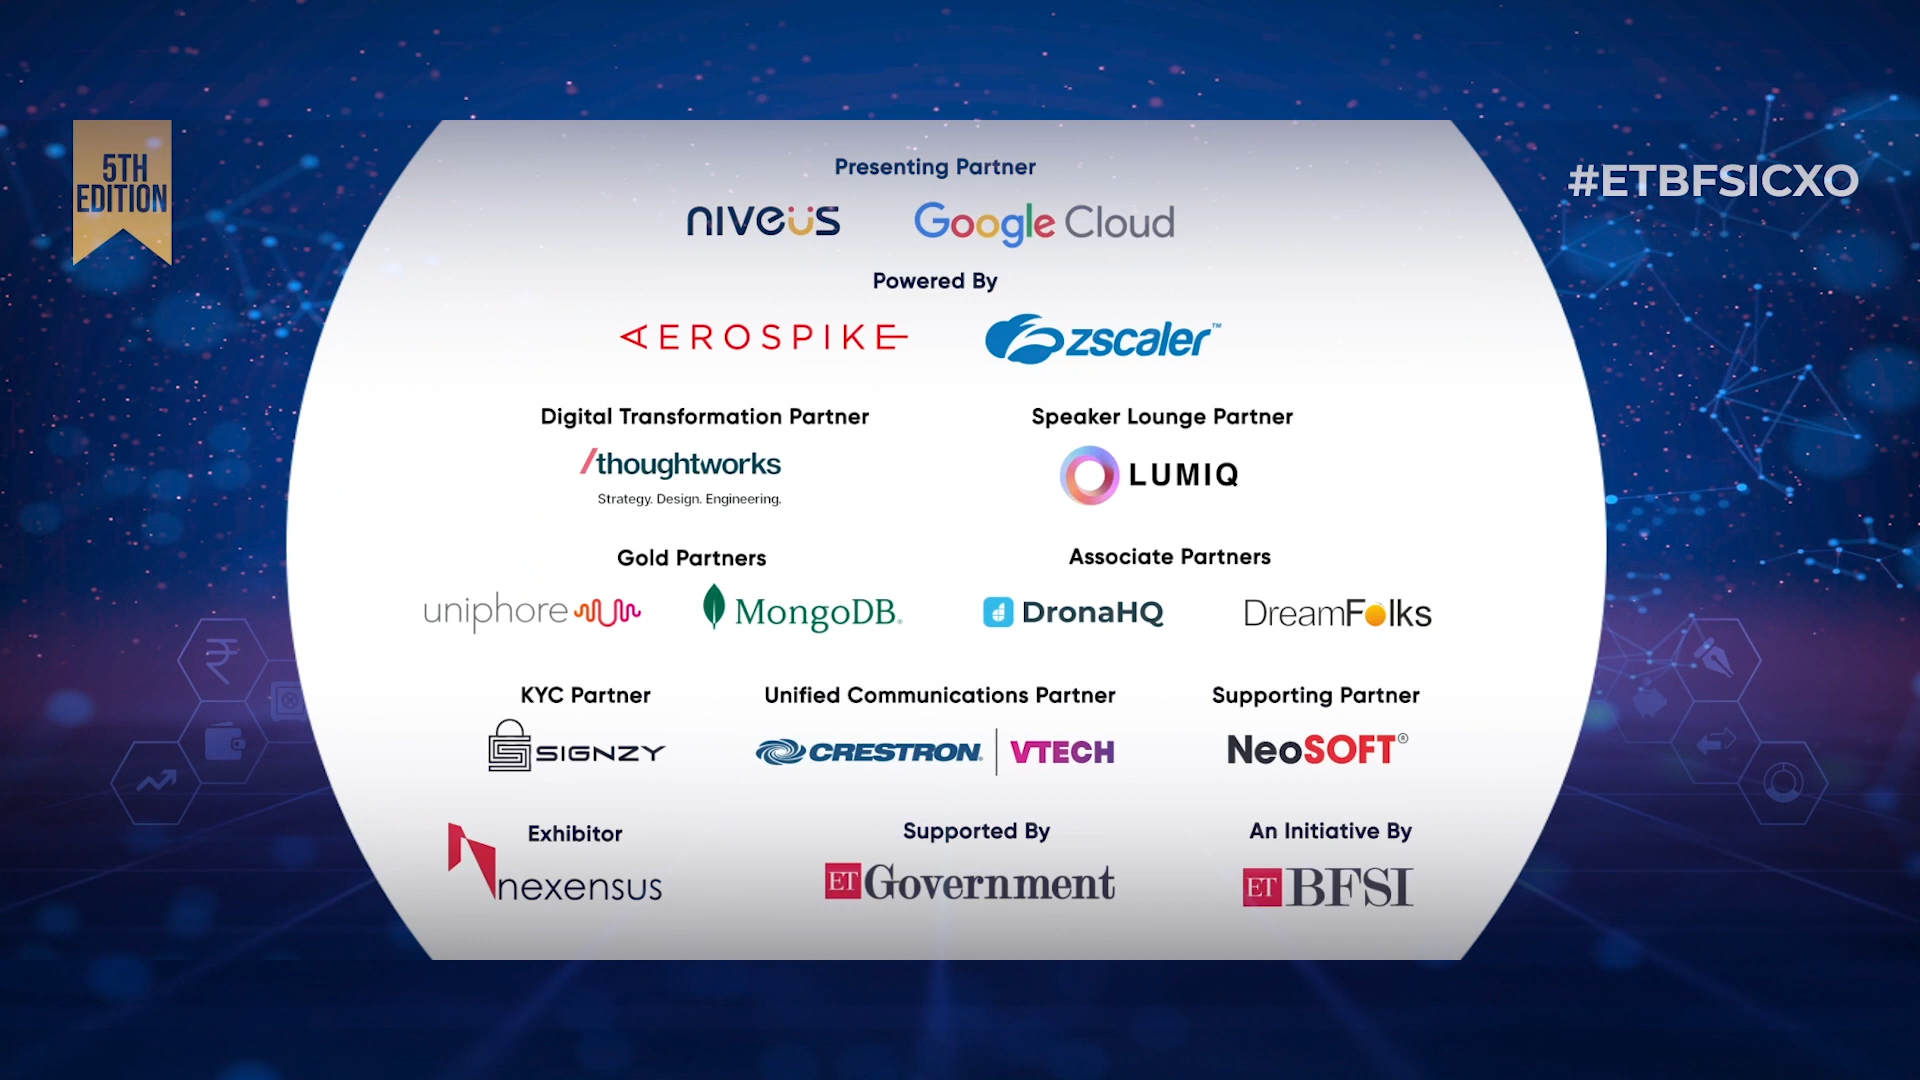 5TH
EDITION
#ETBFSICXO
Presenting Partner
niveus
Google Cloud
Powered By
AEROSPIKE
zscaler™
Digital Transformation Partner
/thoughtworks
Strategy. Design. Engineering.
Speaker Lounge Partner
LUMIQ
Gold Partners
uniphore
MongoDB®
Associate Partners
DronaHQ
DreamFolks
KYC Partner
SIGNZY
Unified Communications Partner
CRESTRON® | VTECH
Supporting Partner
NeoSOFT®
Exhibitor
nexensus
Supported By
ET Government
An Initiative By
ET BFSI